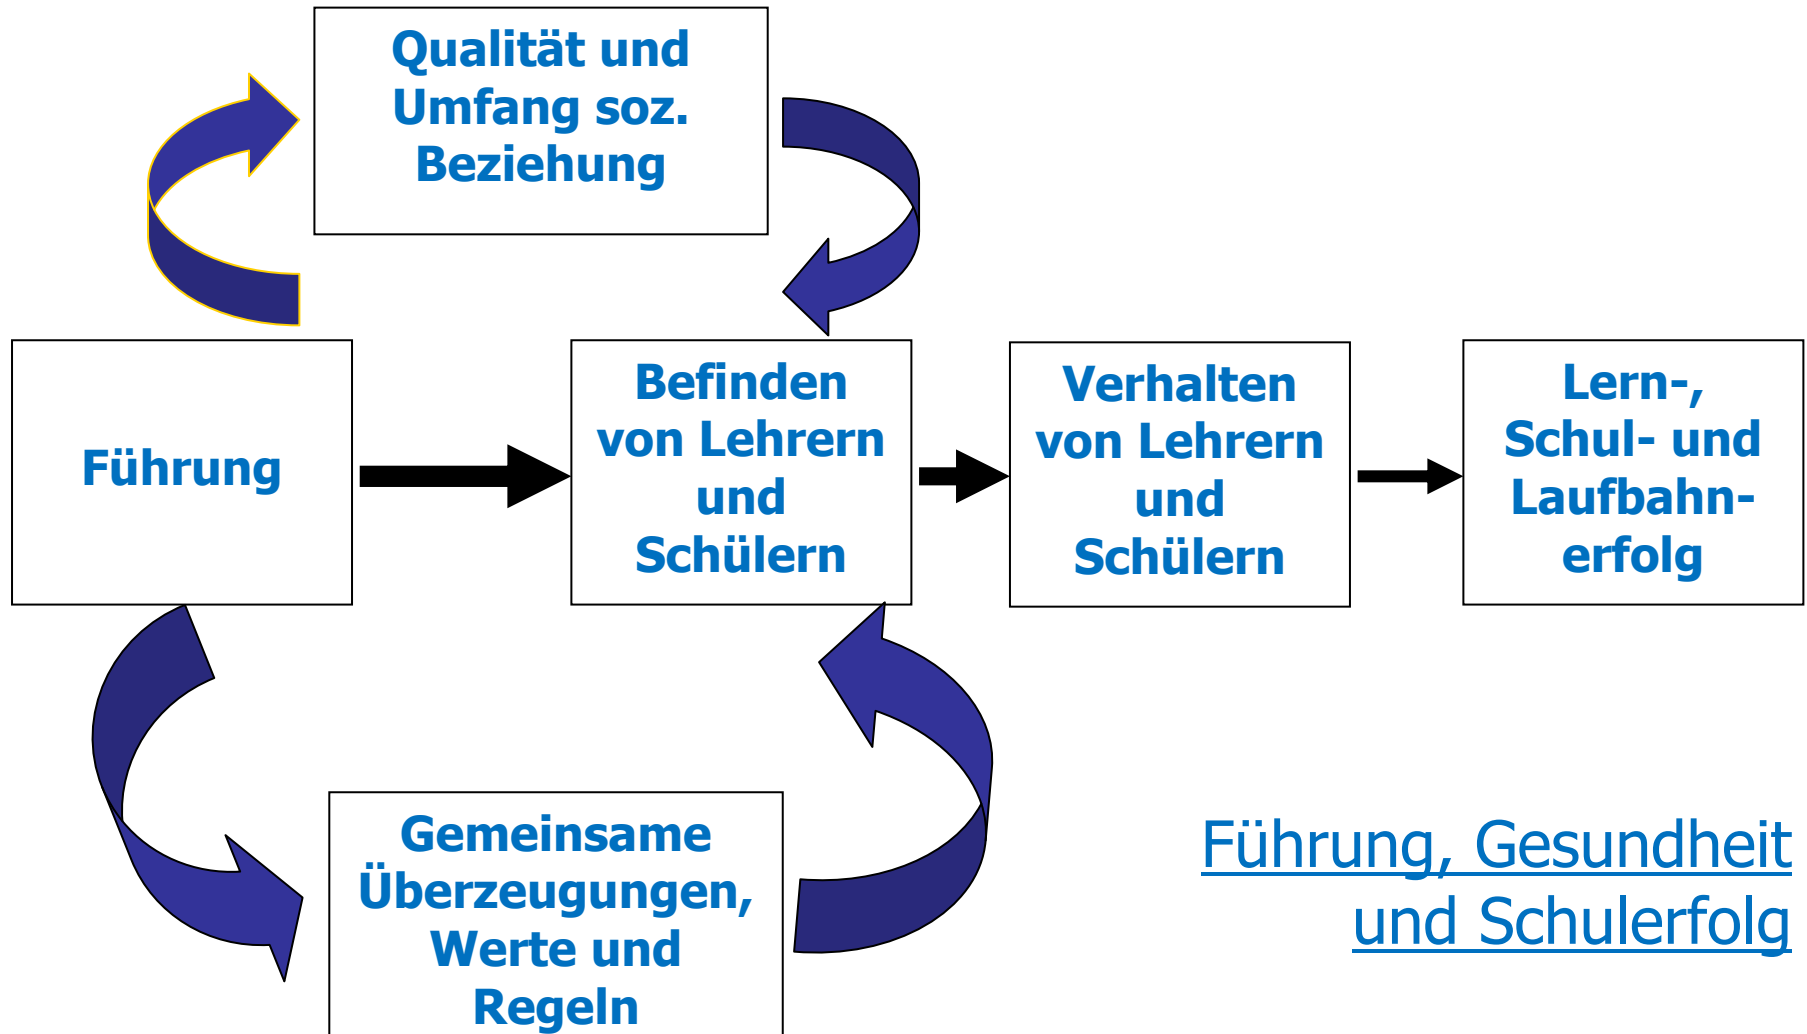 Qualität und
Umfang soz.
Beziehung
Führung
Befinden
von Lehrern
und
Schülern
Verhalten
von Lehrern
und
Schülern
Lern-,
Schul- und
Laufbahn-
erfolg
Gemeinsame
Überzeugungen,
Werte und
Regeln
Führung, Gesundheit
und Schulerfolg